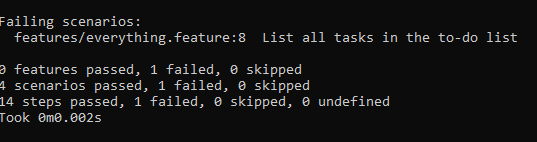 Failing scenarios:
features/everything.feature:8 List all tasks in the to-do list
0 features passed, 1 failed, 0 skipped
4 scenarios passed, 1 failed, 0 skipped
14 steps passed, 1 failed, 0 skipped, 0 undefined
Took 0m0.002s